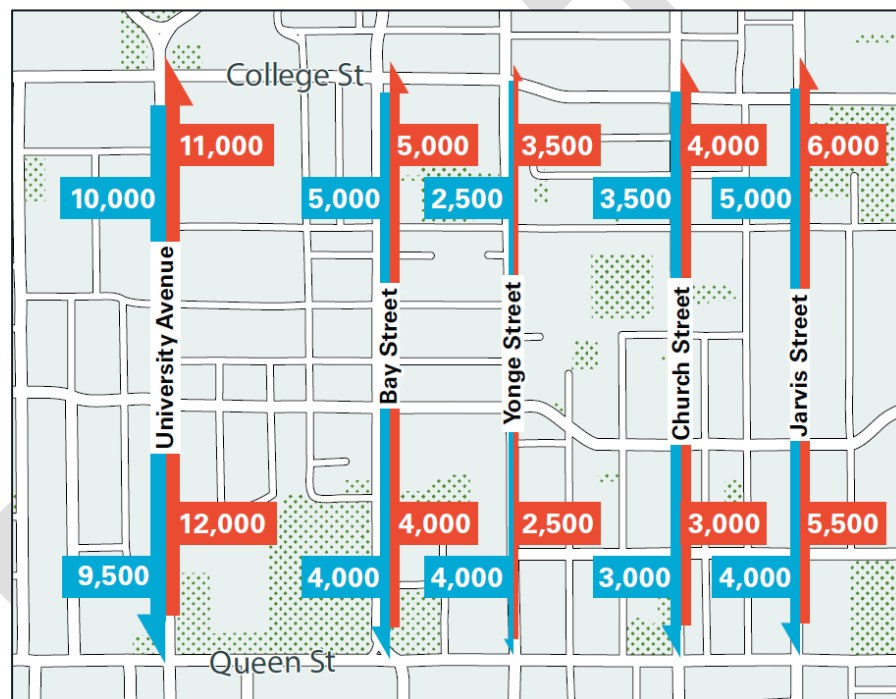 College St
11,000
5,000
3,500
4,000
6,000
10,000
5,000
2,500
3,500
5,000
University Avenue
Bay Street
Yonge Street
Church Street
Jarvis Street
12,000
4,000
2,500
3,000
5,500
9,500
4,000
4,000
3,000
4,000
Queen St